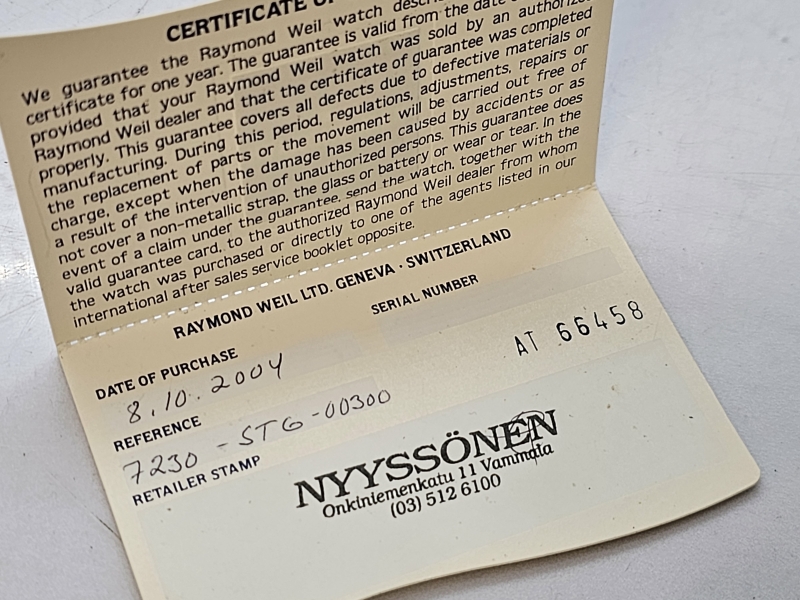 CERTIFICATE
We guarantee the Raymond Weil watch
certificate for one year. The guarantee is valid from the date
provided that your Raymond Weil watch was sold by an
Raymond Weil dealer and that the certificate of guarantee was completed
properly. This guarantee covers all defects due to defective materials or
manufacturing. During this period, regulations, adjustments, repairs or
the replacement of parts or the movement will be carried out free of
charge, except when the damage has been caused by accidents or as
a result of the intervention of unauthorized persons. This guarantee does
not cover a non-metallic strap, the glass or battery or wear or tear. In the
event of a claim under the guarantee, send the watch, together with the
valid guarantee card, to the authorized Raymond Weil dealer from whom
the watch was purchased or directly to one of the agents listed in our
international after sales service booklet opposite.
RAYMOND WEIL LTD. GENEVA · SWITZERLAND
DATE OF PURCHASE
SERIAL NUMBER
8.10.2004
AT 66458
REFERENCE
7230 - STG - 00300
RETAILER STAMP
NYYSSÖNEN
Onkiniemenkatu 11 Vammala
(03) 512 6100